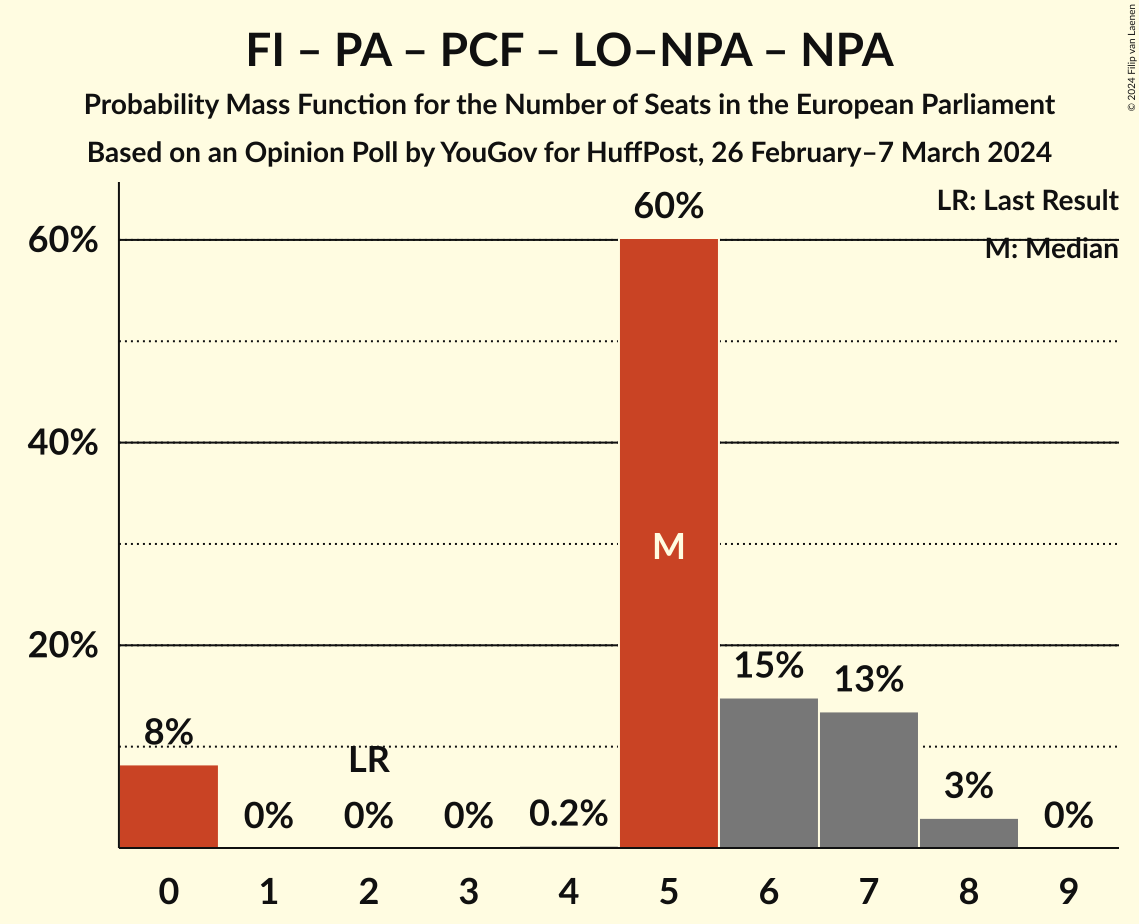 FI – PA – PCF – LO–NPA – NPA
Probability Mass Function for the Number of Seats in the European Parliament
Based on an Opinion Poll by YouGov for HuffPost, 26 February–7 March 2024
© 2024 Filip van Laenen
LR: Last Result
M: Median
60%
40%
20%
8%
0%
LR
0%
0%
0.2%
60%
M
15%
13%
3%
0%
0 1 2 3 4 5 6 7 8 9